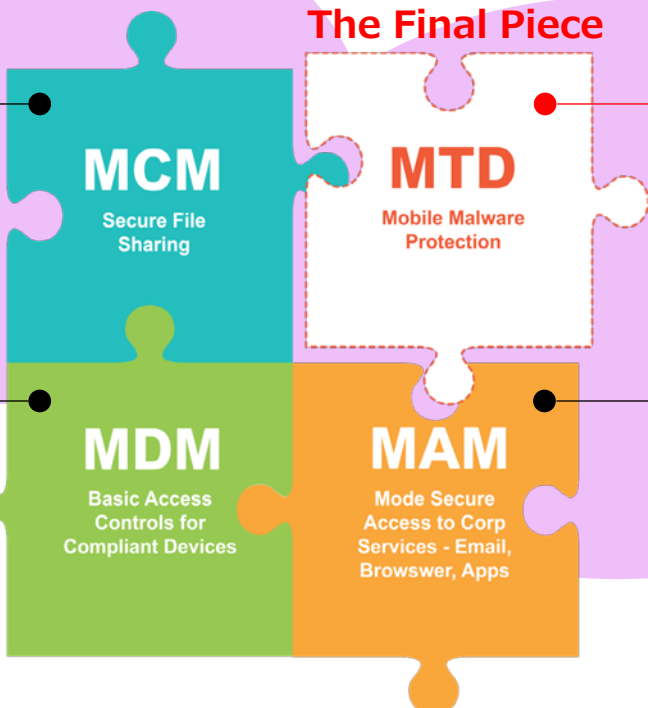 The Final Piece
MCM
Secure File
Sharing
MTD
Mobile Malware
Protection
MDM
Basic Access
Controls for
Compliant Devices
MAM
Mode Secure
Access to Corp
Services - Email,
Browswer, Apps